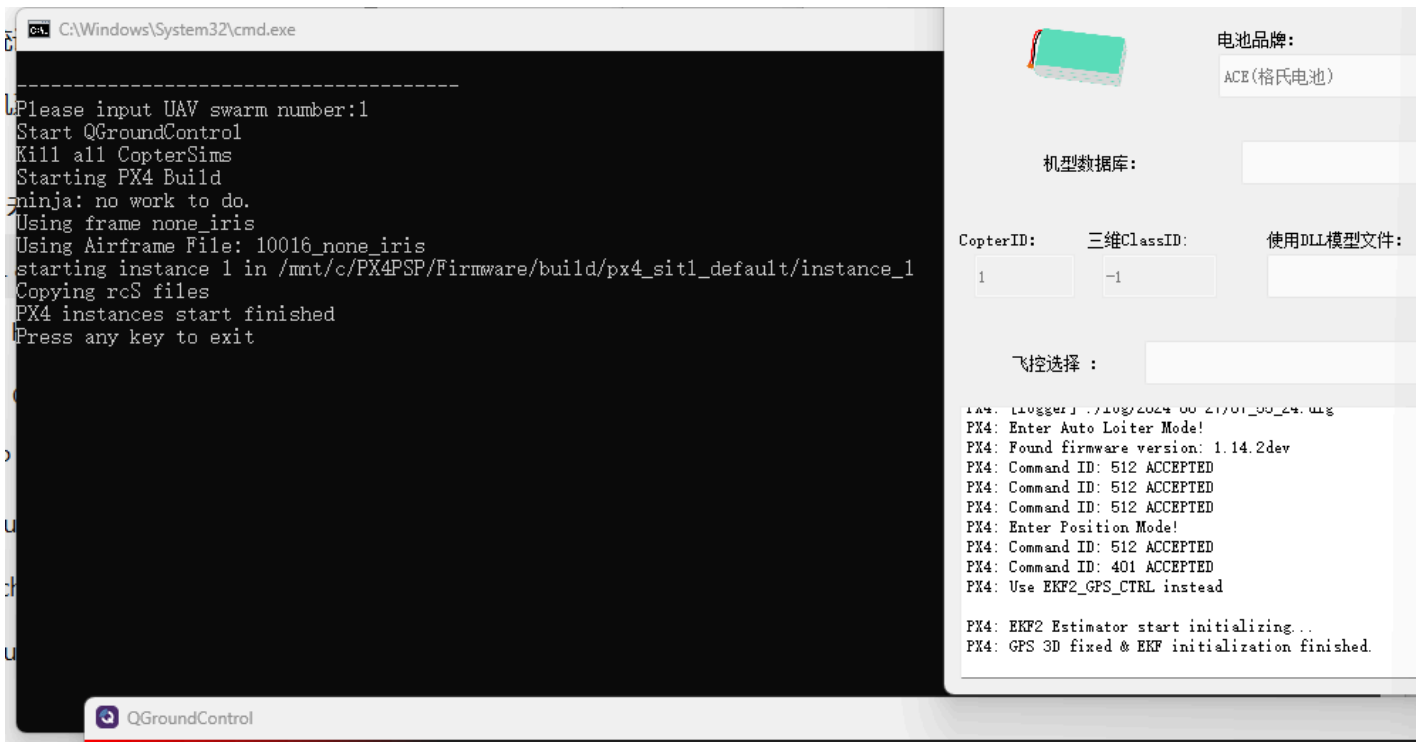 C:\Windows\System32\cmd.exe
---------------------------------------
Please input UAV swarm number:1
Start QGroundControl
Kill all CopterSims
Starting PX4 Build
ninja: no work to do.
Using frame none_iris
Using Airframe File: 10016_none_iris
starting instance 1 in /mnt/c/PX4PSP/Firmware/build/px4_sitl_default/instance_1
Copying rcS files
PX4 instances start finished
Press any key to exit
电池品牌:
ACE(格氏电池)
机型数据库:
CopterID: 三维ClassID: 使用DLL模型文件:
1 -1
飞控选择 :
PX4: Enter Auto Loiter Mode!
PX4: Found firmware version: 1.14.2dev
PX4: Command ID: 512 ACCEPTED
PX4: Command ID: 512 ACCEPTED
PX4: Command ID: 512 ACCEPTED
PX4: Enter Position Mode!
PX4: Command ID: 512 ACCEPTED
PX4: Command ID: 401 ACCEPTED
PX4: Use EKF2_GPS_CTRL instead
PX4: EKF2 Estimator start initializing...
PX4: GPS 3D fixed & EKF initialization finished.
QGroundControl